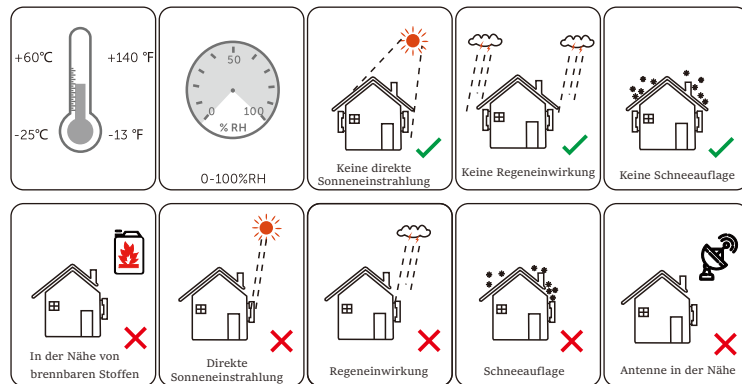 +60℃
+140 ℉
-25℃
-13 ℉
50
0
100
% RH
0-100%RH
Keine direkte
Sonneneinstrahlung
Keine Regeneinwirkung
Keine Schneeauflage
In der Nähe von
brennbaren Stoffen
Direkte
Sonneneinstrahlung
Regeneinwirkung
Schneeauflage
Antenne in der Nähe